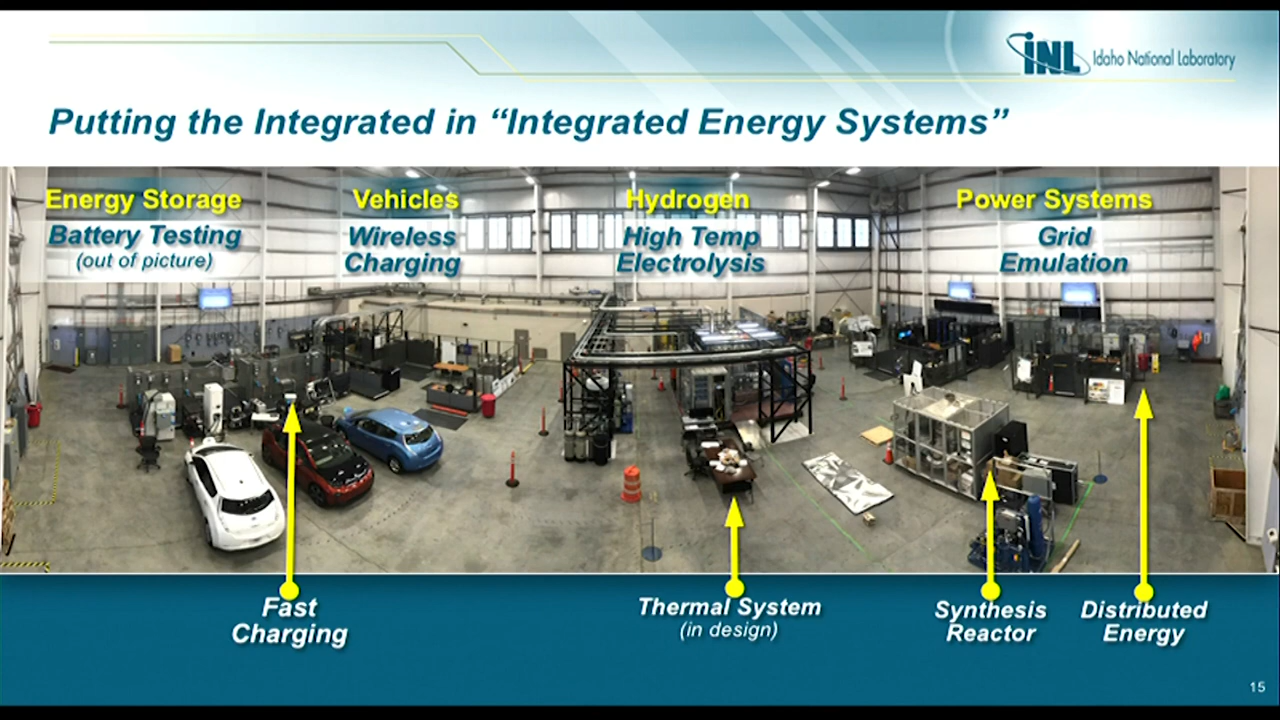 INL Idaho National Laboratory
Putting the Integrated in “Integrated Energy Systems”
Energy Storage
Battery Testing
(out of picture)
Vehicles
Wireless
Charging
Hydrogen
High Temp
Electrolysis
Power Systems
Grid
Emulation
Fast
Charging
Thermal System
(in design)
Synthesis
Reactor
Distributed
Energy
15